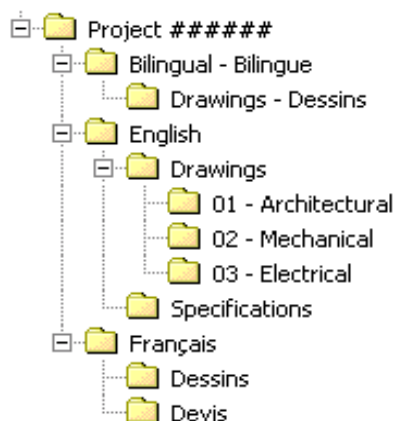 Project ######
Bilingual - Bilingue
Drawings - Dessins
English
Drawings
01 - Architectural
02 - Mechanical
03 - Electrical
Specifications
Français
Dessins
Devis